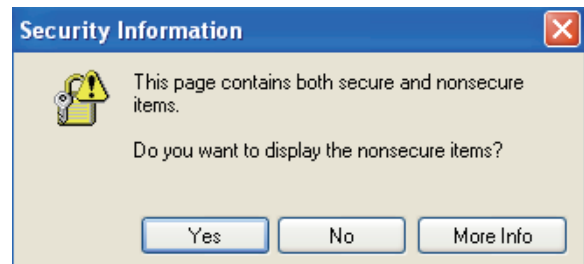 Security Information
This page contains both secure and nonsecure
items.
Do you want to display the nonsecure items?
Yes No More Info